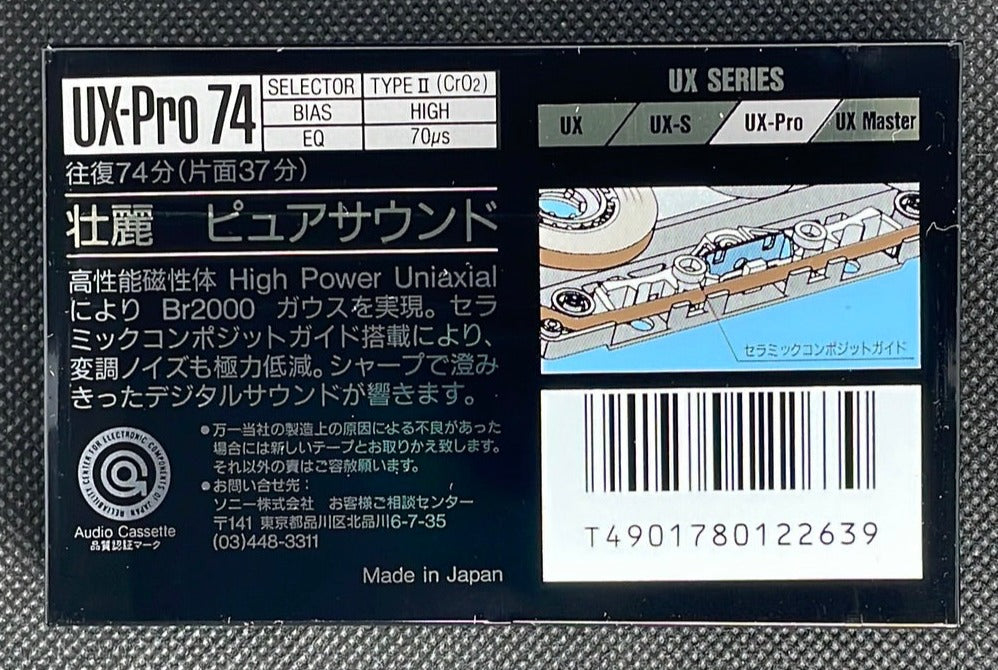 UX-Pro 74
SELECTOR TYPE II (CrO2)
BIAS HIGH
EQ 70μs
往復74分(片面37分)
壮麗 ピュアサウンド
高性能磁性体 High Power Uniaxial
により Br2000 ガウスを実現。セラ
ミックコンポジットガイド搭載により、
変調ノイズも極力低減。シャープで澄み
きったデジタルサウンドが響きます。
RELIABILITY CENTER FOR ELECTRONIC COMPONENTS OF JAPAN
Audio Cassette
品質認証マーク
●万一当社の製造上の原因による不良があった
場合には新しいテープとお取りかえ致します。
それ以外の責はご容赦願います。
●お問い合せ先:
ソニー株式会社 お客様ご相談センター
〒141 東京都品川区北品川6-7-35
(03)448-3311
Made in Japan
UX SERIES
UX UX-S UX-Pro UX Master
セラミックコンポジットガイド
T4901780122639